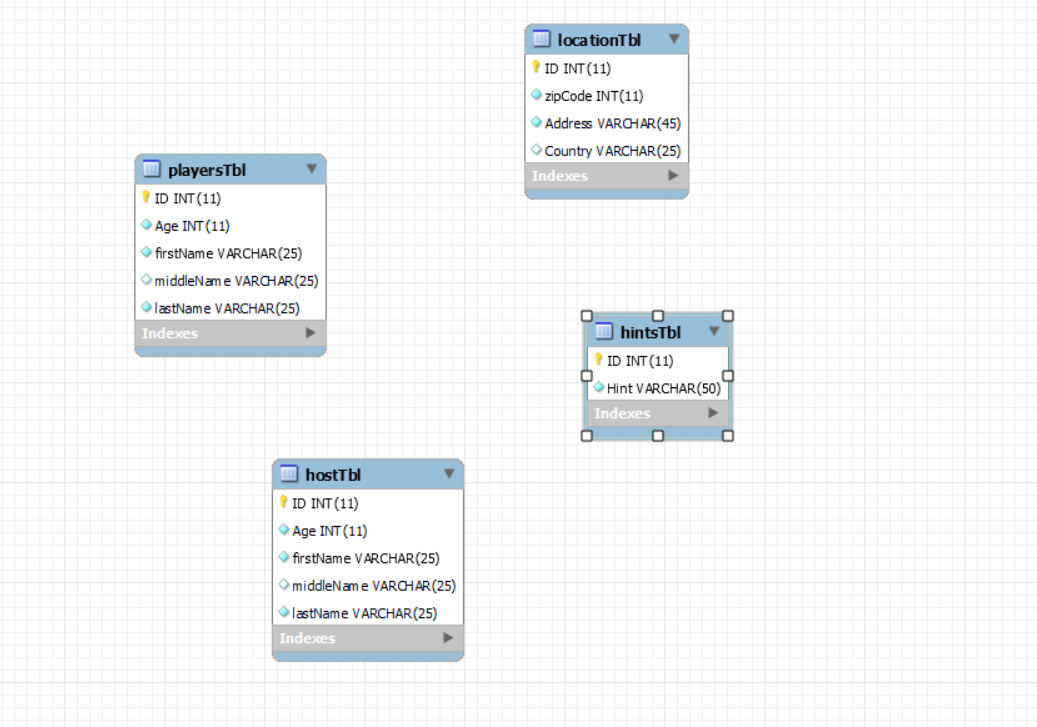 locationTbl
ID INT(11)
zipCode INT(11)
Address VARCHAR(45)
Country VARCHAR(25)
Indexes
playersTbl
ID INT(11)
Age INT(11)
firstName VARCHAR(25)
middleName VARCHAR(25)
lastName VARCHAR(25)
Indexes
hintsTbl
ID INT(11)
Hint VARCHAR(50)
Indexes
hostTbl
ID INT(11)
Age INT(11)
firstName VARCHAR(25)
middleName VARCHAR(25)
lastName VARCHAR(25)
Indexes